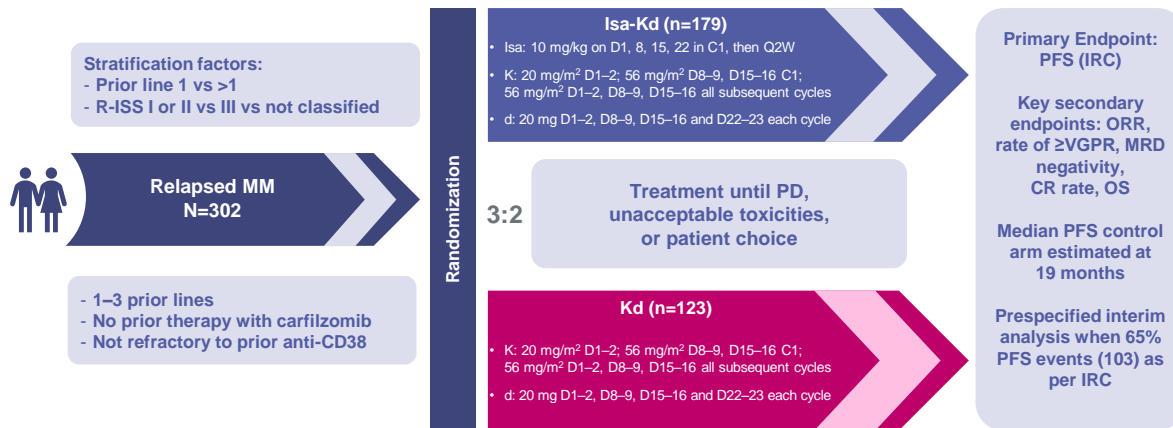 Stratification factors:
- Prior line 1 vs >1
- R-ISS I or II vs III vs not classified
Relapsed MM
N=302
- 1–3 prior lines
- No prior therapy with carfilzomib
- Not refractory to prior anti-CD38
Randomization
Isa-Kd (n=179)
• Isa: 10 mg/kg on D1, 8, 15, 22 in C1, then Q2W
• K: 20 mg/m² D1–2; 56 mg/m² D8–9, D15–16 C1;
56 mg/m² D1–2, D8–9, D15–16 all subsequent cycles
• d: 20 mg D1–2, D8–9, D15–16 and D22–23 each cycle
3:2
Treatment until PD,
unacceptable toxicities,
or patient choice
Kd (n=123)
• K: 20 mg/m² D1–2; 56 mg/m² D8–9, D15–16 C1;
56 mg/m² D1–2, D8–9, D15–16 all subsequent cycles
• d: 20 mg D1–2, D8–9, D15–16 and D22–23 each cycle
Primary Endpoint:
PFS (IRC)
Key secondary
endpoints: ORR,
rate of ≥VGPR, MRD
negativity,
CR rate, OS
Median PFS control
arm estimated at
19 months
Prespecified interim
analysis when 65%
PFS events (103) as
per IRC